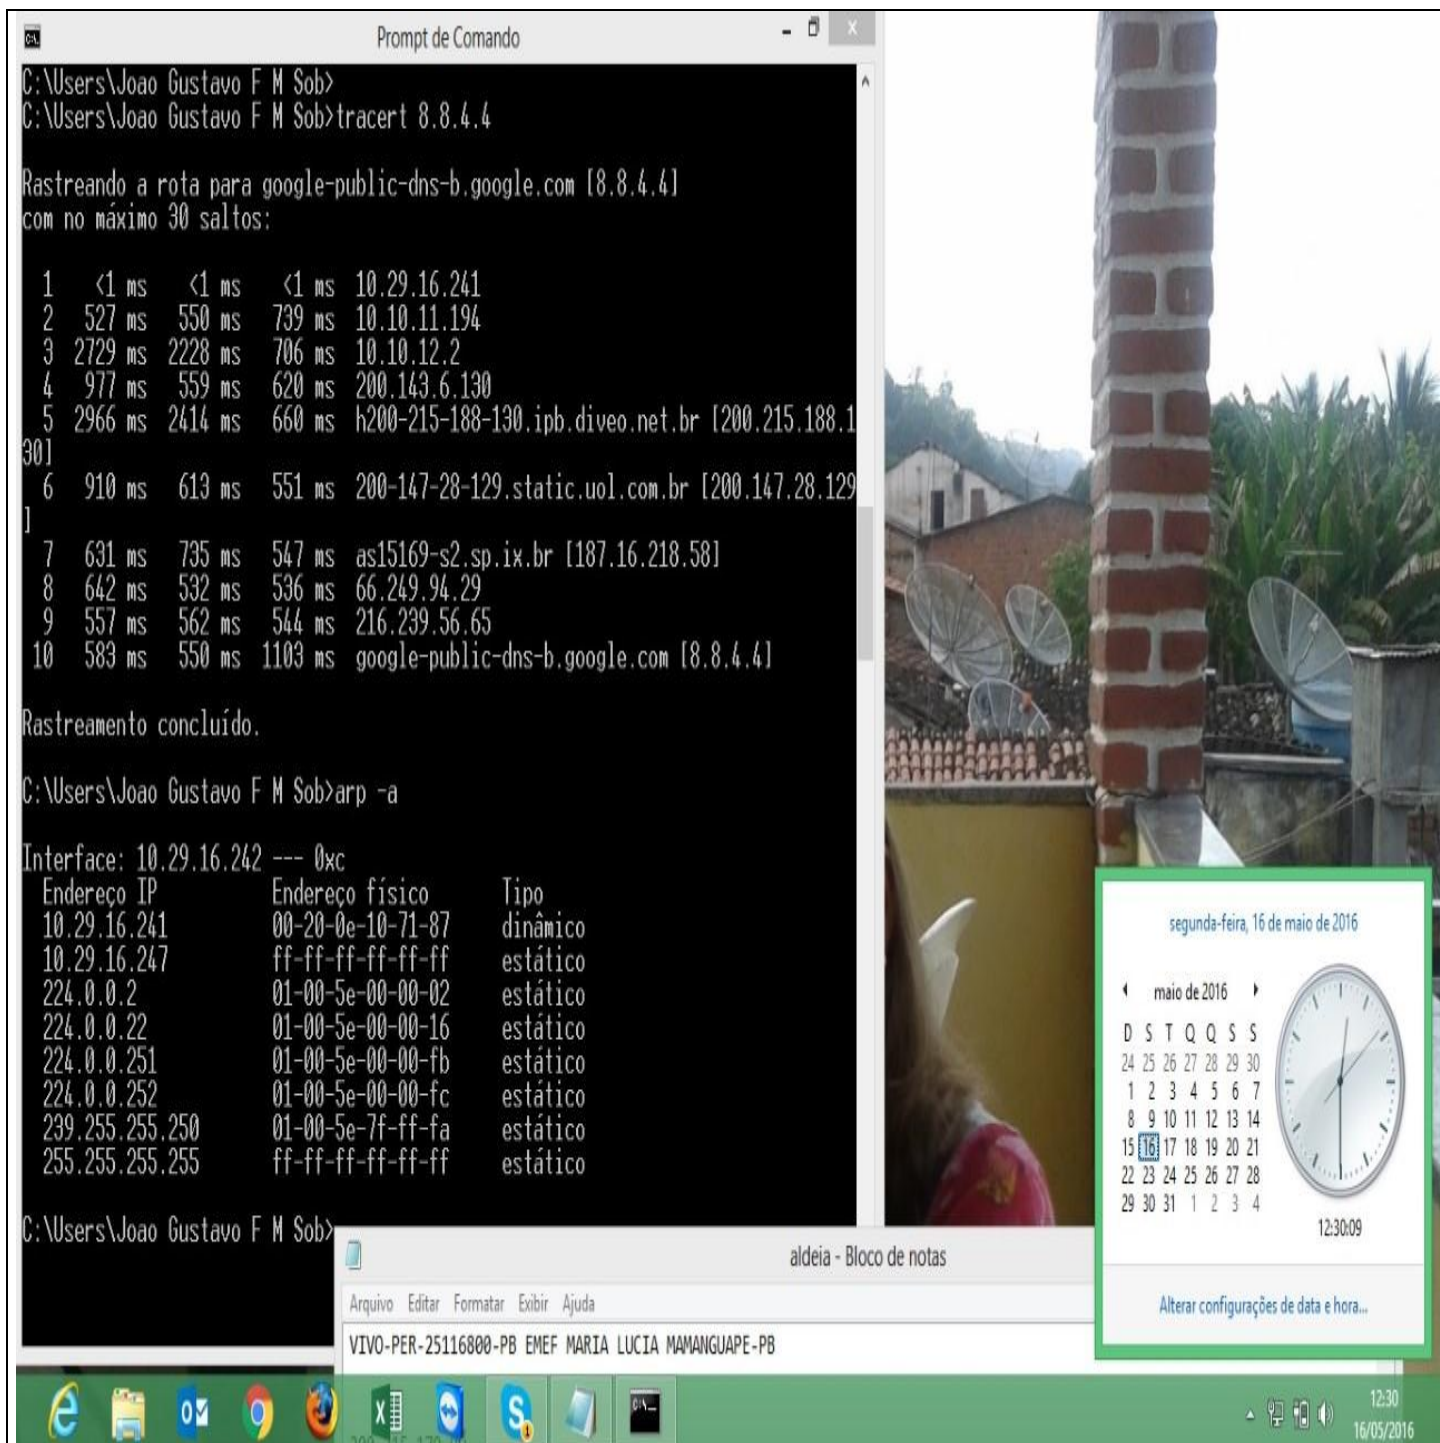 Prompt de Comando
C:\Users\Joao Gustavo F M Sob>
C:\Users\Joao Gustavo F M Sob>tracert 8.8.4.4
Rastreando a rota para google-public-dns-b.google.com [8.8.4.4]
com no máximo 30 saltos:
1 <1 ms <1 ms <1 ms 10.29.16.241
2 527 ms 550 ms 739 ms 10.10.11.194
3 2729 ms 2228 ms 706 ms 10.10.12.2
4 977 ms 559 ms 620 ms 200.143.6.130
5 2966 ms 2414 ms 660 ms h200-215-188-130.ipb.diveo.net.br [200.215.188.1
30]
6 910 ms 613 ms 551 ms 200-147-28-129.static.uol.com.br [200.147.28.129
]
7 631 ms 735 ms 547 ms as15169-s2.sp.ix.br [187.16.218.58]
8 642 ms 532 ms 536 ms 66.249.94.29
9 557 ms 562 ms 544 ms 216.239.56.65
10 583 ms 550 ms 1103 ms google-public-dns-b.google.com [8.8.4.4]
Rastreamento concluído.
C:\Users\Joao Gustavo F M Sob>arp -a
Interface: 10.29.16.242 --- 0xc
Endereço IP Endereço físico Tipo
10.29.16.241 00-20-0e-10-71-87 dinâmico
10.29.16.247 ff-ff-ff-ff-ff-ff estático
224.0.0.2 01-00-5e-00-00-02 estático
224.0.0.22 01-00-5e-00-00-16 estático
224.0.0.251 01-00-5e-00-00-fb estático
224.0.0.252 01-00-5e-00-00-fc estático
239.255.255.250 01-00-5e-7f-ff-fa estático
255.255.255.255 ff-ff-ff-ff-ff-ff estático
C:\Users\Joao Gustavo F M Sob>
aldeia - Bloco de notas
Arquivo Editar Formatar Exibir Ajuda
VIVO-PER-25116800-PB EMEF MARIA LUCIA MAMANGUAPE-PB
segunda-feira, 16 de maio de 2016
maio de 2016
D S T Q Q S S
24 25 26 27 28 29 30
1 2 3 4 5 6 7
8 9 10 11 12 13 14
15 16 17 18 19 20 21
22 23 24 25 26 27 28
29 30 31 1 2 3 4
12:30:09
Alterar configurações de data e hora...
12:30
16/05/2016